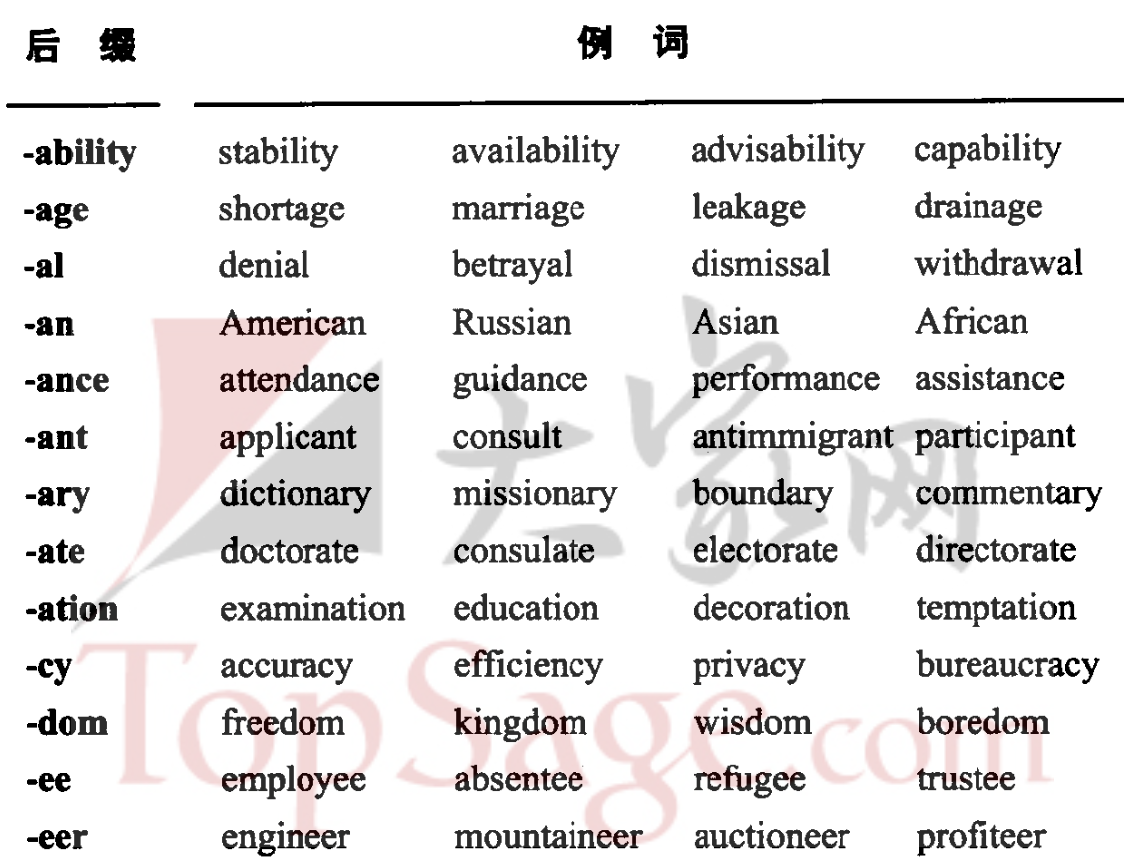 后缀 例词
-ability stability availability advisability capability
-age shortage marriage leakage drainage
-al denial betrayal dismissal withdrawal
-an American Russian Asian African
-ance attendance guidance performance assistance
-ant applicant consult antimmigrant participant
-ary dictionary missionary boundary commentary
-ate doctorate consulate electorate directorate
-ation examination education decoration temptation
-cy accuracy efficiency privacy bureaucracy
-dom freedom kingdom wisdom boredom
-ee employee absentee refugee trustee
-eer engineer mountaineer auctioneer profiteer
大家网
TopSage.com